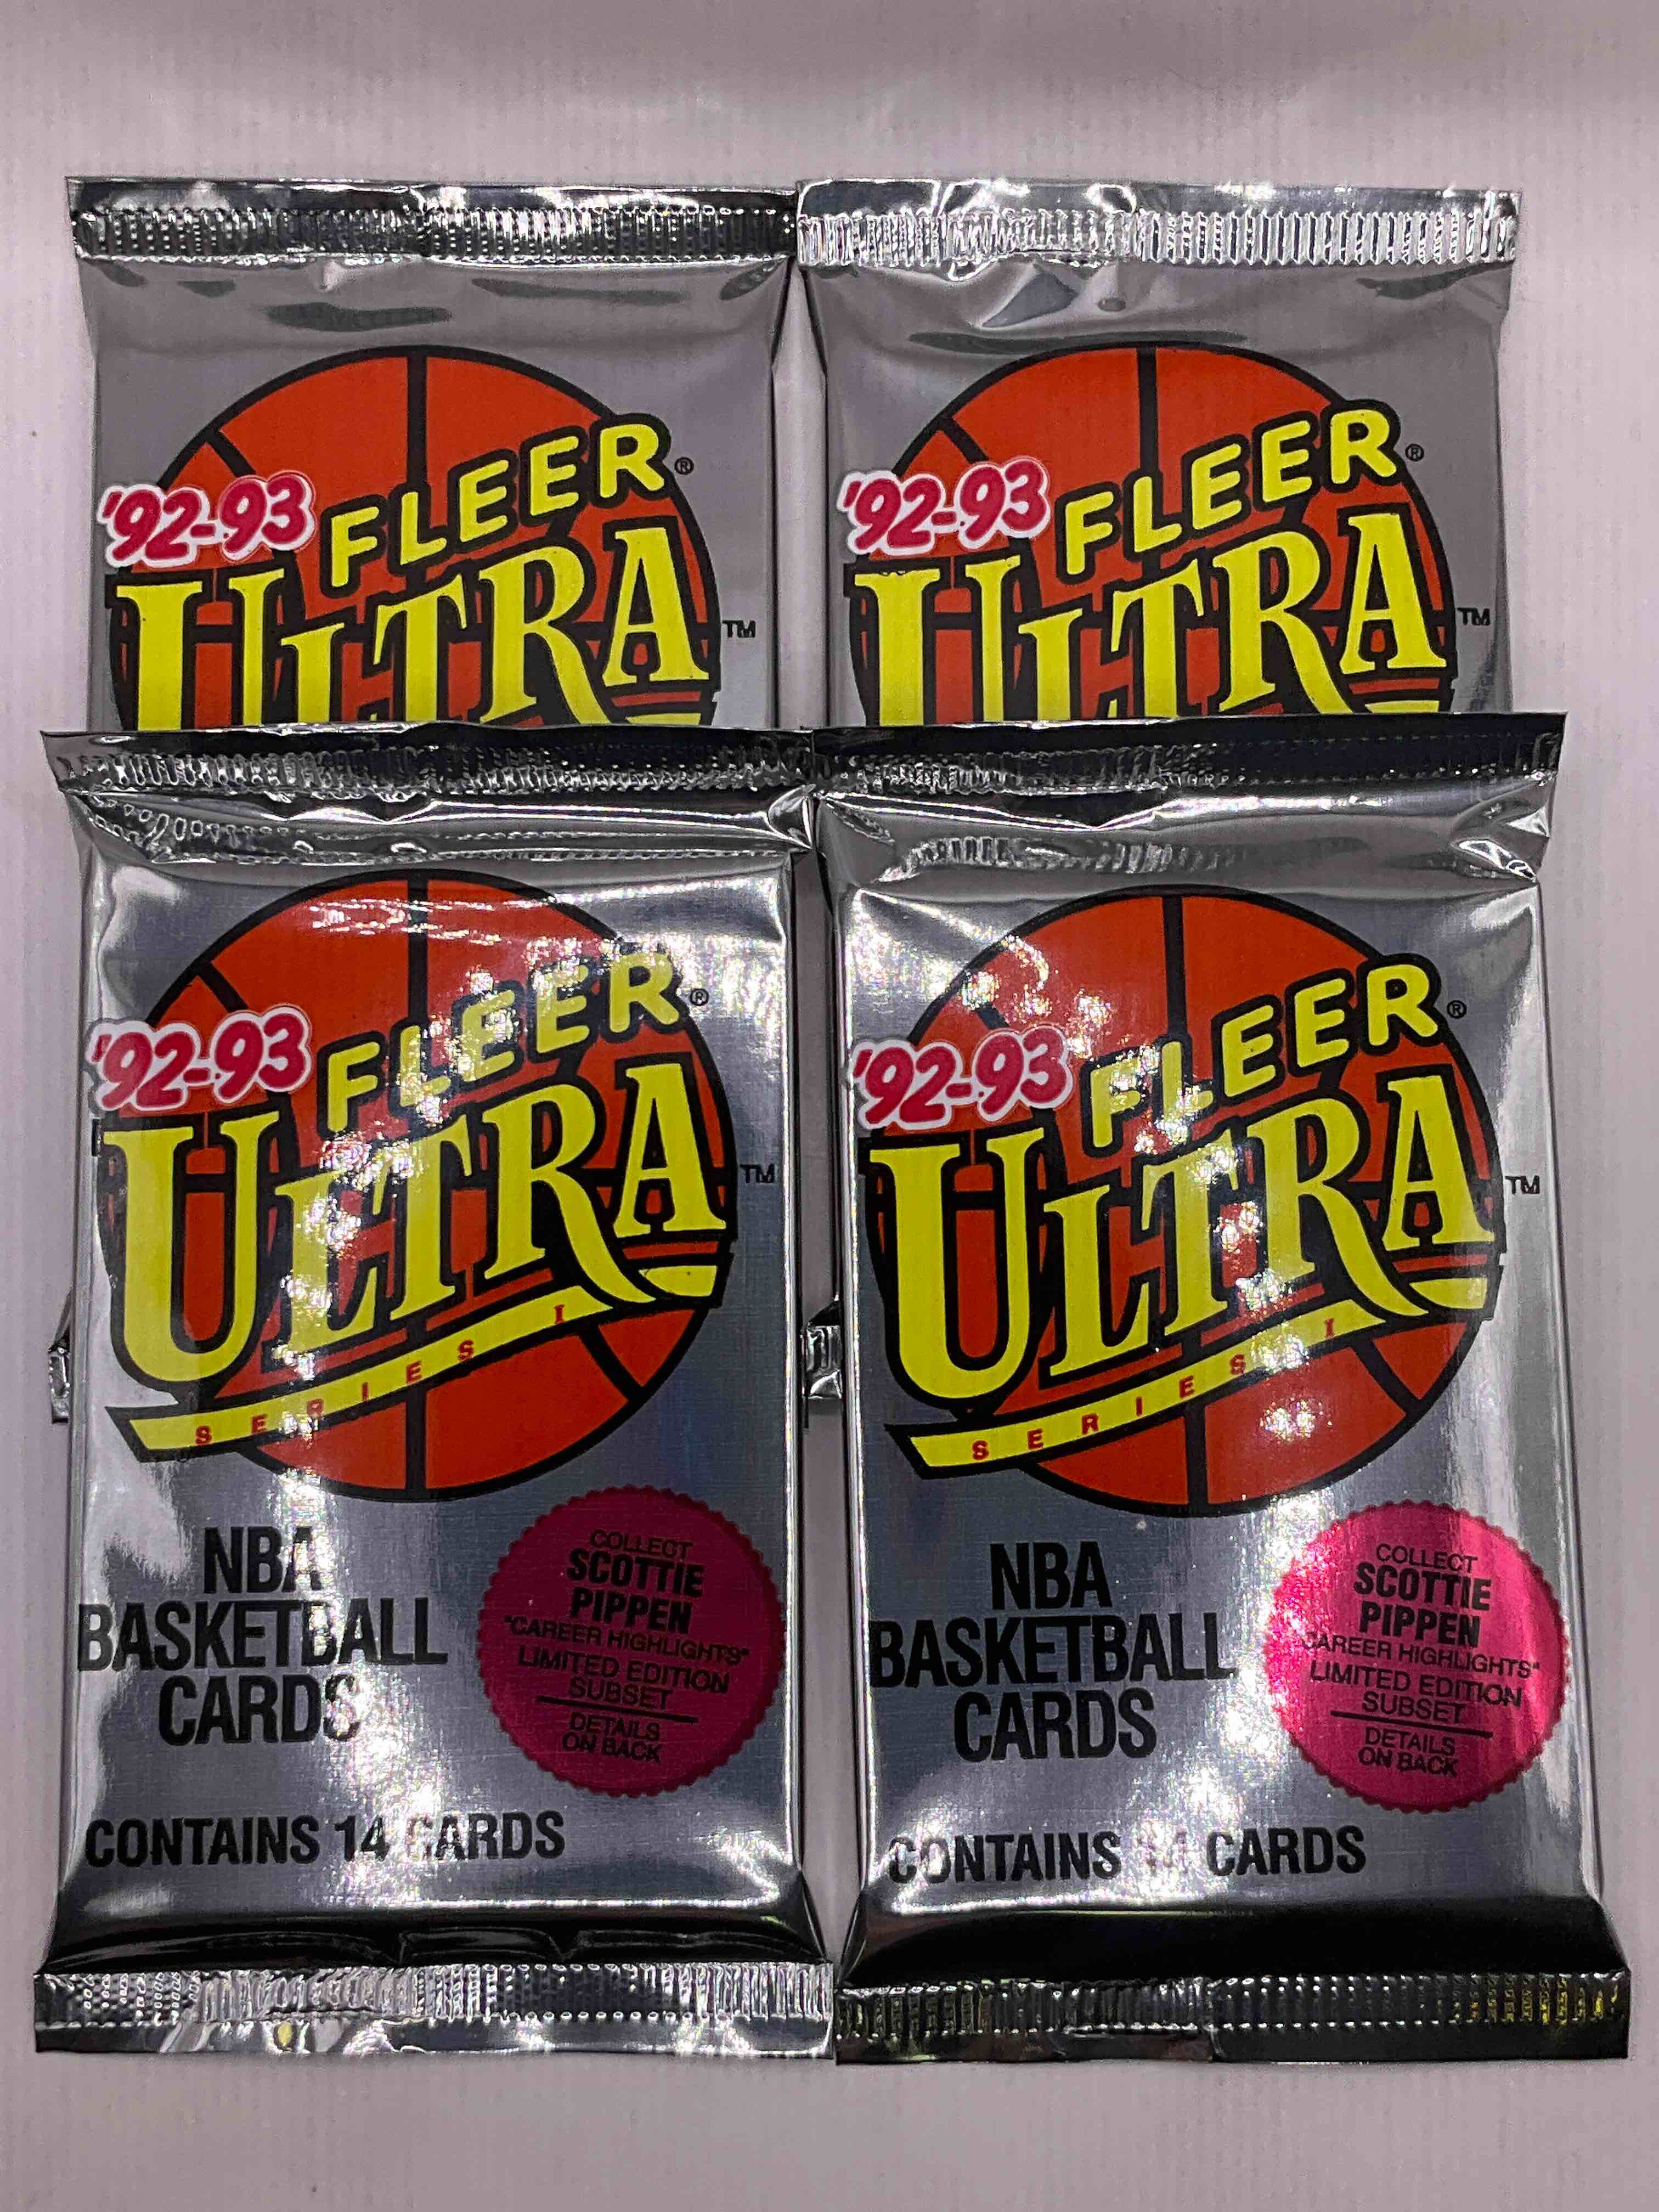 '92-93 FLEER®
ULTRA™
'92-93 FLEER®
ULTRA™
'92-93 FLEER®
ULTRA™
SERIES I
NBA
BASKETBALL
CARDS
COLLECT
SCOTTIE
PIPPEN
"CAREER HIGHLIGHTS"
LIMITED EDITION
SUBSET
DETAILS
ON BACK
CONTAINS 14 CARDS
'92-93 FLEER®
ULTRA™
SERIES I
NBA
BASKETBALL
CARDS
COLLECT
SCOTTIE
PIPPEN
"CAREER HIGHLIGHTS"
LIMITED EDITION
SUBSET
DETAILS
ON BACK
CONTAINS 14 CARDS